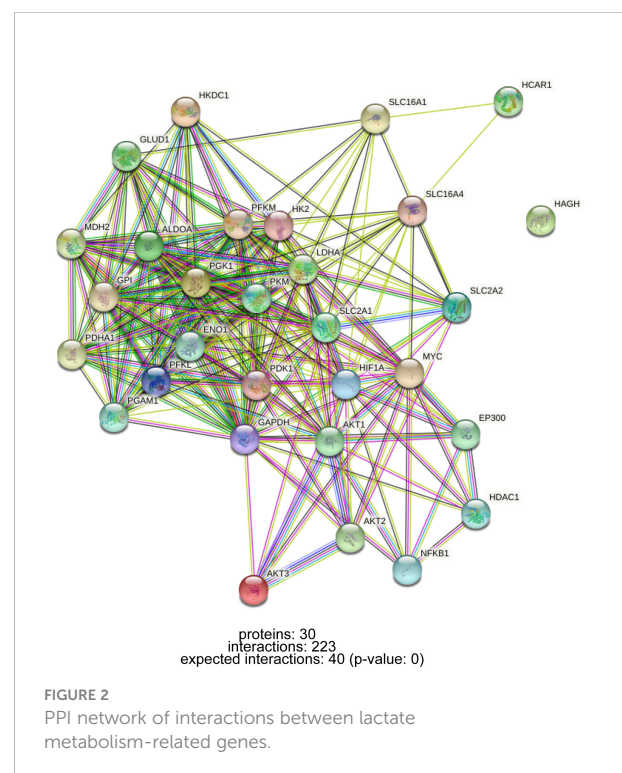 HKDC1
HCAR1
SLC16A1
GLUD1
SLC16A4
HAGH
PFKM
HK2
MDH2
ALDOA
LDHA
PGK1
PKM
GPI
SLC2A2
SLC2A1
ENO1
PDHA1
PFKL
PDK1
HIF1A
MYC
PGAM1
GAPDH
AKT1
EP300
HDAC1
AKT2
NFKB1
AKT3
proteins: 30
interactions: 223
expected interactions: 40 (p-value: 0)
FIGURE 2
PPI network of interactions between lactate
metabolism-related genes.